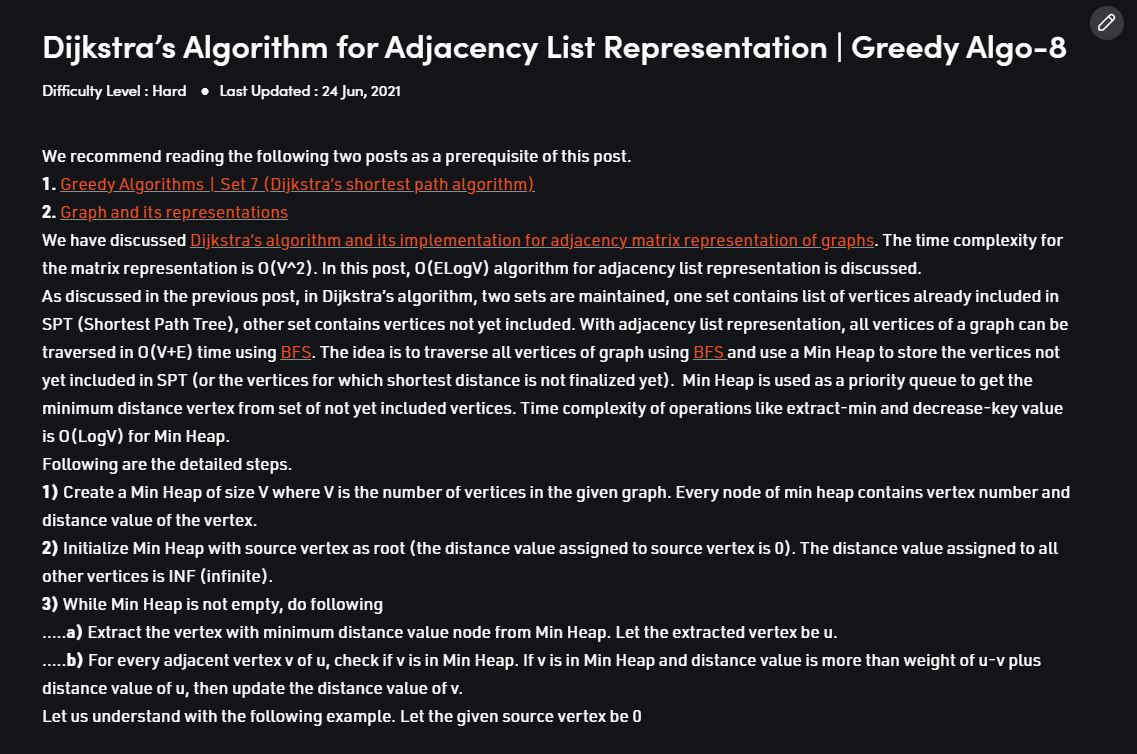 Dijkstra’s Algorithm for Adjacency List Representation | Greedy Algo-8
Difficulty Level : Hard ● Last Updated : 24 Jun, 2021
We recommend reading the following two posts as a prerequisite of this post.
1. Greedy Algorithms | Set 7 (Dijkstra’s shortest path algorithm)
2. Graph and its representations
We have discussed Dijkstra’s algorithm and its implementation for adjacency matrix representation of graphs. The time complexity for
the matrix representation is O(V^2). In this post, O(ELogV) algorithm for adjacency list representation is discussed.
As discussed in the previous post, in Dijkstra’s algorithm, two sets are maintained, one set contains list of vertices already included in
SPT (Shortest Path Tree), other set contains vertices not yet included. With adjacency list representation, all vertices of a graph can be
traversed in O(V+E) time using BFS. The idea is to traverse all vertices of graph using BFS and use a Min Heap to store the vertices not
yet included in SPT (or the vertices for which shortest distance is not finalized yet).  Min Heap is used as a priority queue to get the
minimum distance vertex from set of not yet included vertices. Time complexity of operations like extract-min and decrease-key value
is O(LogV) for Min Heap.
Following are the detailed steps.
1) Create a Min Heap of size V where V is the number of vertices in the given graph. Every node of min heap contains vertex number and
distance value of the vertex.
2) Initialize Min Heap with source vertex as root (the distance value assigned to source vertex is 0). The distance value assigned to all
other vertices is INF (infinite).
3) While Min Heap is not empty, do following
.....a) Extract the vertex with minimum distance value node from Min Heap. Let the extracted vertex be u.
.....b) For every adjacent vertex v of u, check if v is in Min Heap. If v is in Min Heap and distance value is more than weight of u-v plus
distance value of u, then update the distance value of v.
Let us understand with the following example. Let the given source vertex be 0